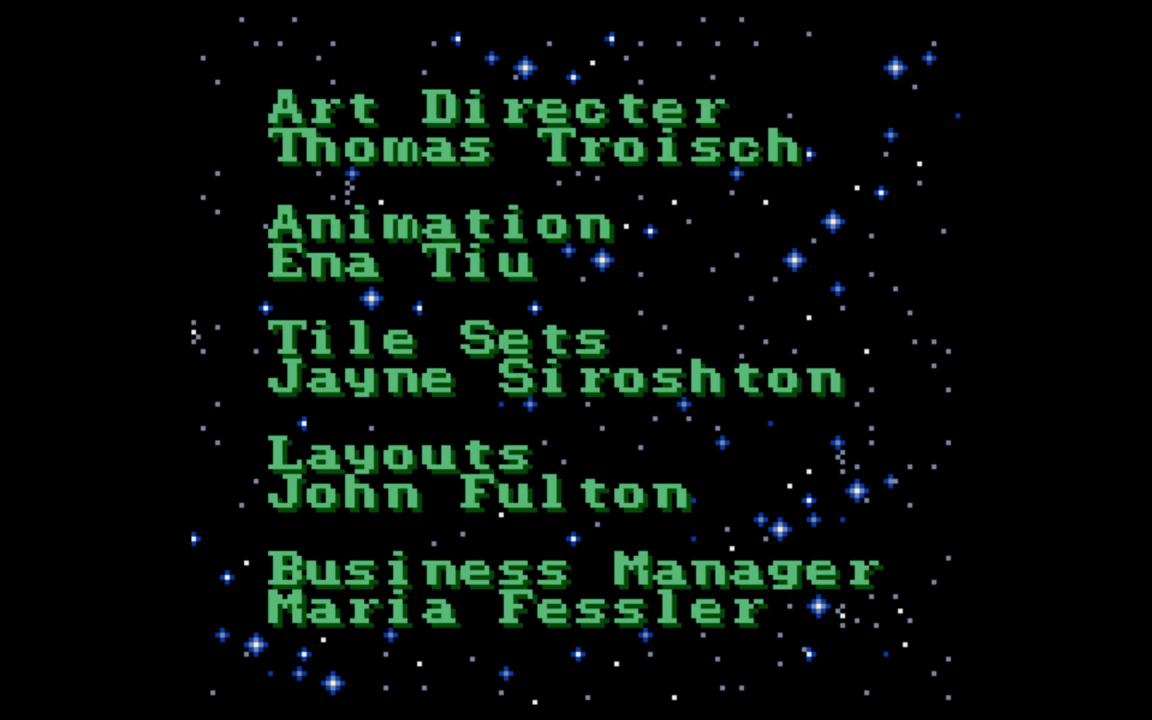 Art Directer
Thomas Troisch
Animation
Ena Tiu
Tile Sets
Jayne Siroshton
Layouts
John Fulton
Business Manager
Maria Fessler